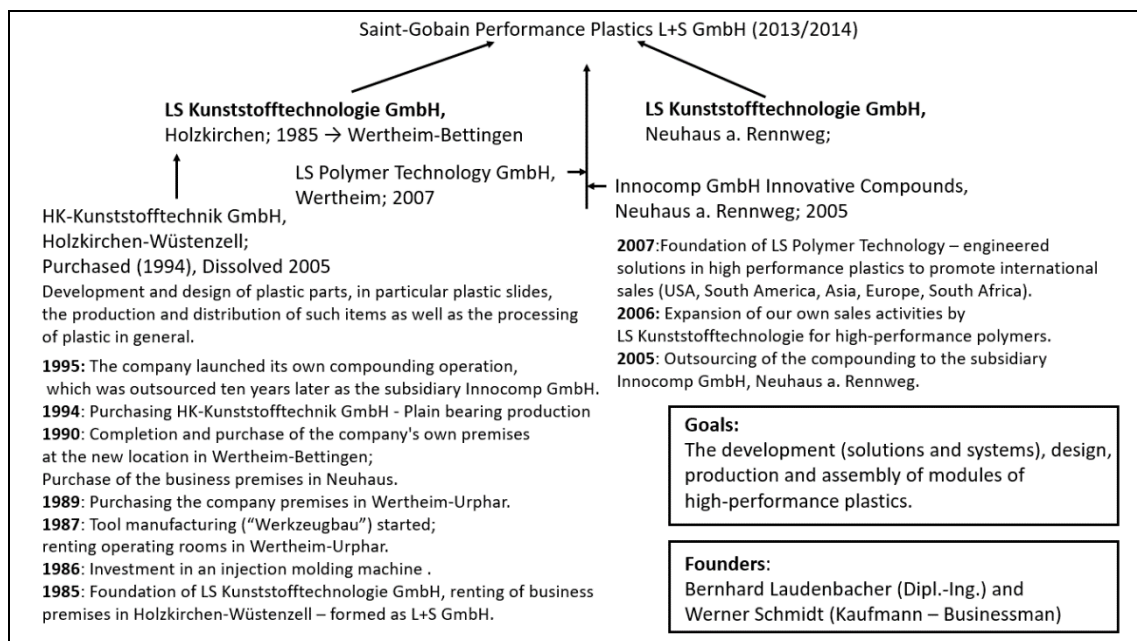 Saint-Gobain Performance Plastics L+S GmbH (2013/2014)
LS Kunststofftechnologie GmbH,
Holzkirchen; 1985 → Wertheim-Bettingen
LS Kunststofftechnologie GmbH,
Neuhaus a. Rennweg;
LS Polymer Technology GmbH,
Wertheim; 2007
Innocomp GmbH Innovative Compounds,
Neuhaus a. Rennweg; 2005
HK-Kunststofftechnik GmbH,
Holzkirchen-Wüstenzell;
Purchased (1994), Dissolved 2005
Development and design of plastic parts, in particular plastic slides,
the production and distribution of such items as well as the processing
of plastic in general.
1995: The company launched its own compounding operation,
which was outsourced ten years later as the subsidiary Innocomp GmbH.
1994: Purchasing HK-Kunststofftechnik GmbH - Plain bearing production
1990: Completion and purchase of the company's own premises
at the new location in Wertheim-Bettingen;
Purchase of the business premises in Neuhaus.
1989: Purchasing the company premises in Wertheim-Urphar.
1987: Tool manufacturing (“Werkzeugbau”) started;
renting operating rooms in Wertheim-Urphar.
1986: Investment in an injection molding machine .
1985: Foundation of LS Kunststofftechnologie GmbH, renting of business
premises in Holzkirchen-Wüstenzell – formed as L+S GmbH.
2007:Foundation of LS Polymer Technology – engineered
solutions in high performance plastics to promote international
sales (USA, South America, Asia, Europe, South Africa).
2006: Expansion of our own sales activities by
LS Kunststofftechnologie for high-performance polymers.
2005: Outsourcing of the compounding to the subsidiary
Innocomp GmbH, Neuhaus a. Rennweg.
Goals:
The development (solutions and systems), design,
production and assembly of modules of
high-performance plastics.
Founders:
Bernhard Laudenbacher (Dipl.-Ing.) and
Werner Schmidt (Kaufmann – Businessman)